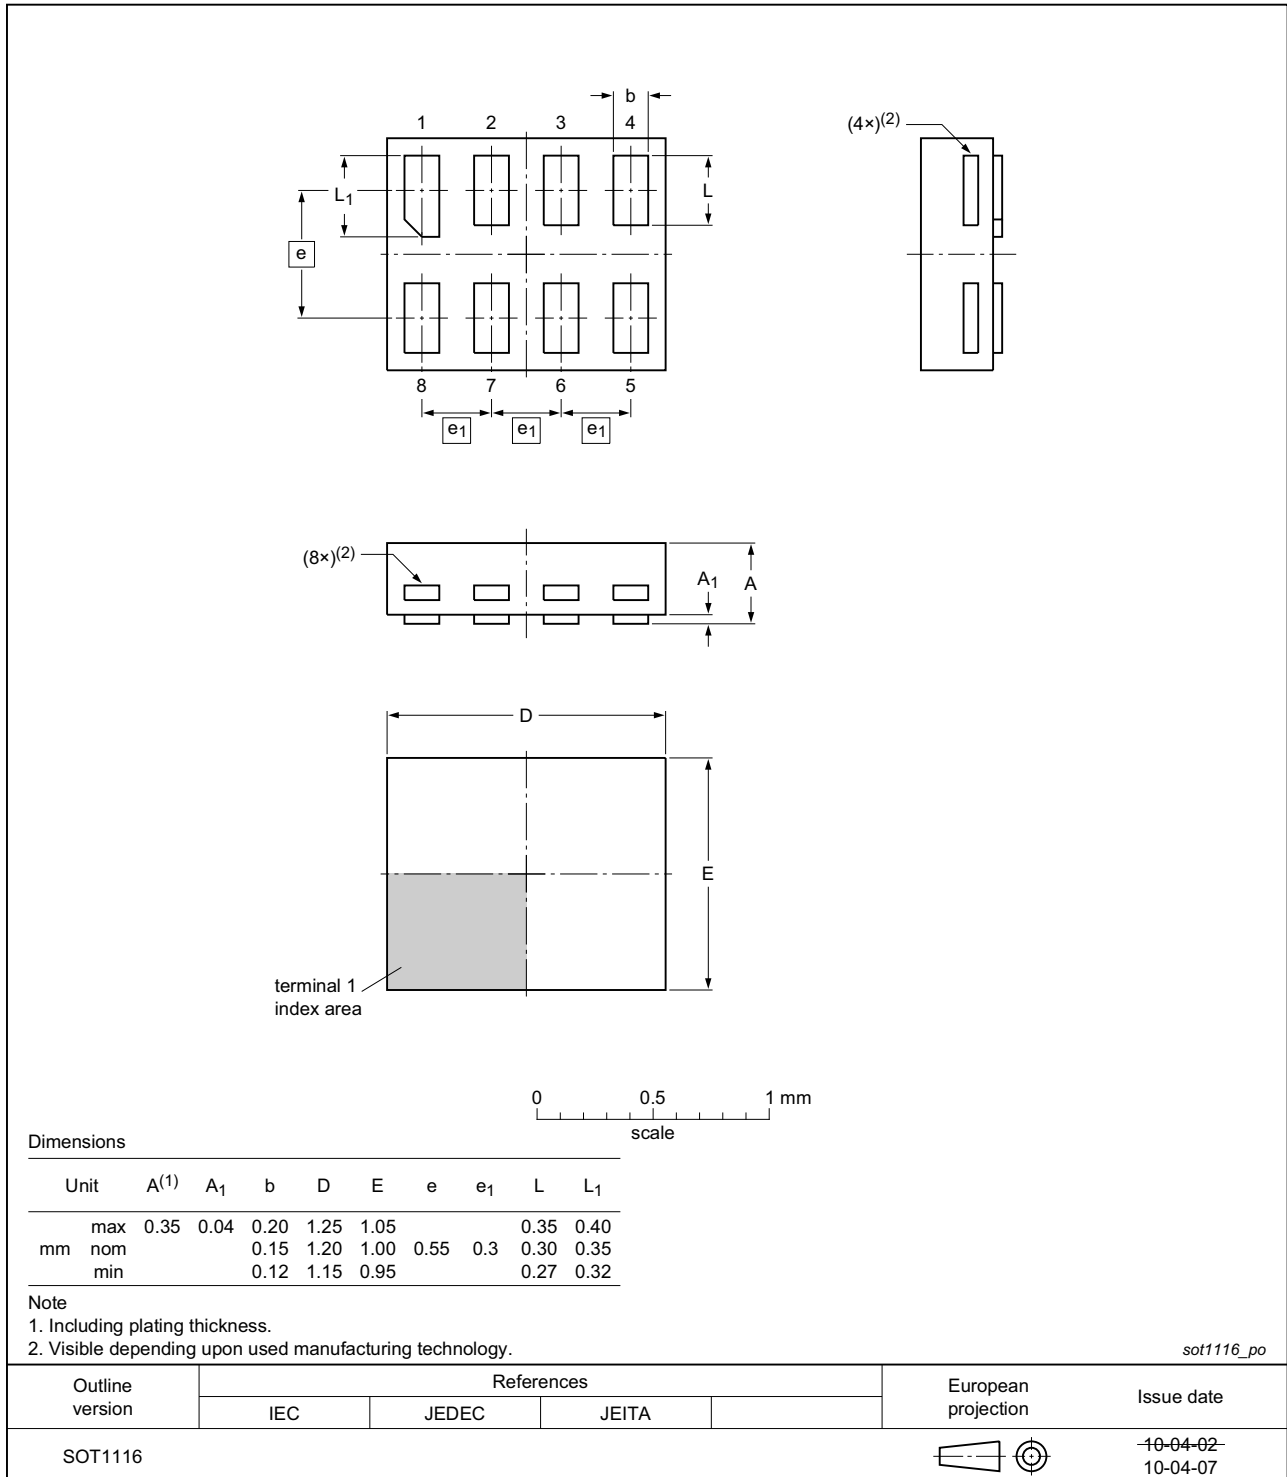 b
1 2 3 4
(4×)(2)
L1
L
e
8 7 6 5
e1 e1 e1
(8×)(2)
A1 A
D
E
terminal 1
index area
0 0.5 1 mm
scale
Dimensions
Unit A(1) A1 b D E e e1 L L1
max 0.35 0.04 0.20 1.25 1.05 0.35 0.40
mm nom 0.15 1.20 1.00 0.55 0.3 0.30 0.35
min 0.12 1.15 0.95 0.27 0.32
Note
1. Including plating thickness.
2. Visible depending upon used manufacturing technology.
sot1116_po
Outline version References European projection Issue date
IEC JEDEC JEITA
SOT1116 10-04-02
10-04-07